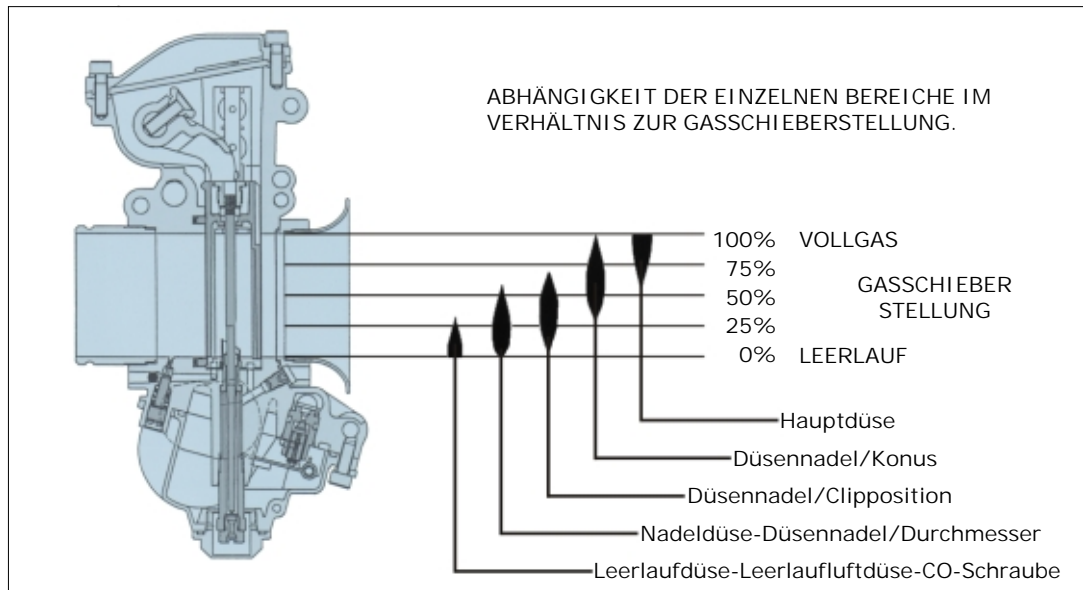 ABHÄNGIGKEIT DER EINZELNEN BEREICHE IM
VERHÄLTNIS ZUR GASSCHIEBERSTELLUNG.
100% VOLLGAS
75%
50%
25%
0% LEERLAUF
GASSCHIEBER
STELLUNG
Hauptdüse
Düsennadel/Konus
Düsennadel/Clipposition
Nadeldüse-Düsennadel/Durchmesser
Leerlaufdüse-Leerlaufluftdüse-CO-Schraube